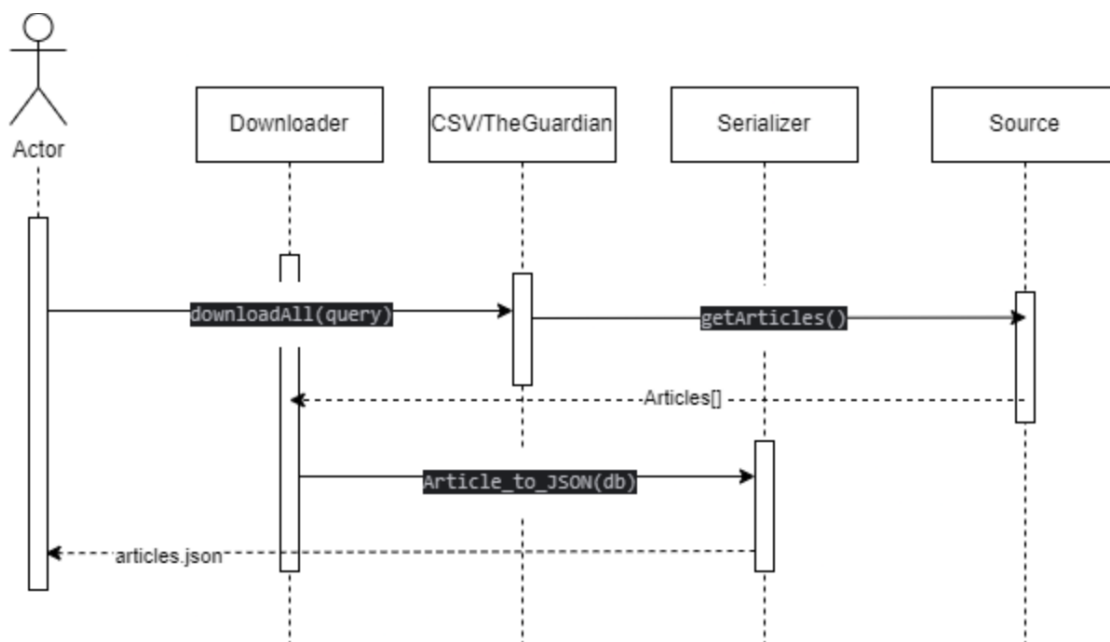 Actor
Downloader
CSV/TheGuardian
Serializer
Source
downloadAll(query)
getArticles()
Articles[]
Article_to_JSON(db)
articles.json